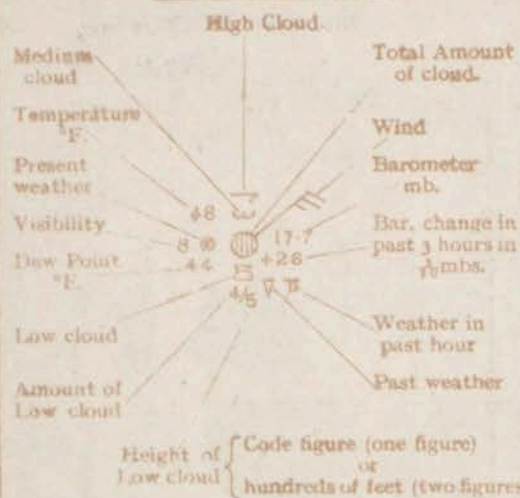 High Cloud.
Medium
cloud
Total Amount
of cloud.
Temperature
°F.
Wind
Present
weather
Barometer
mb.
68
Visibility
8
17·7
Bar. change in
past 3 hours in
1/10 mbs.
Dew Point
°F.
44
+26
4/5
Low cloud
Weather in
past hour
Amount of
Low cloud
Past weather
Height of
Low cloud
Code figure (one figure)
or
hundreds of feet (two figures